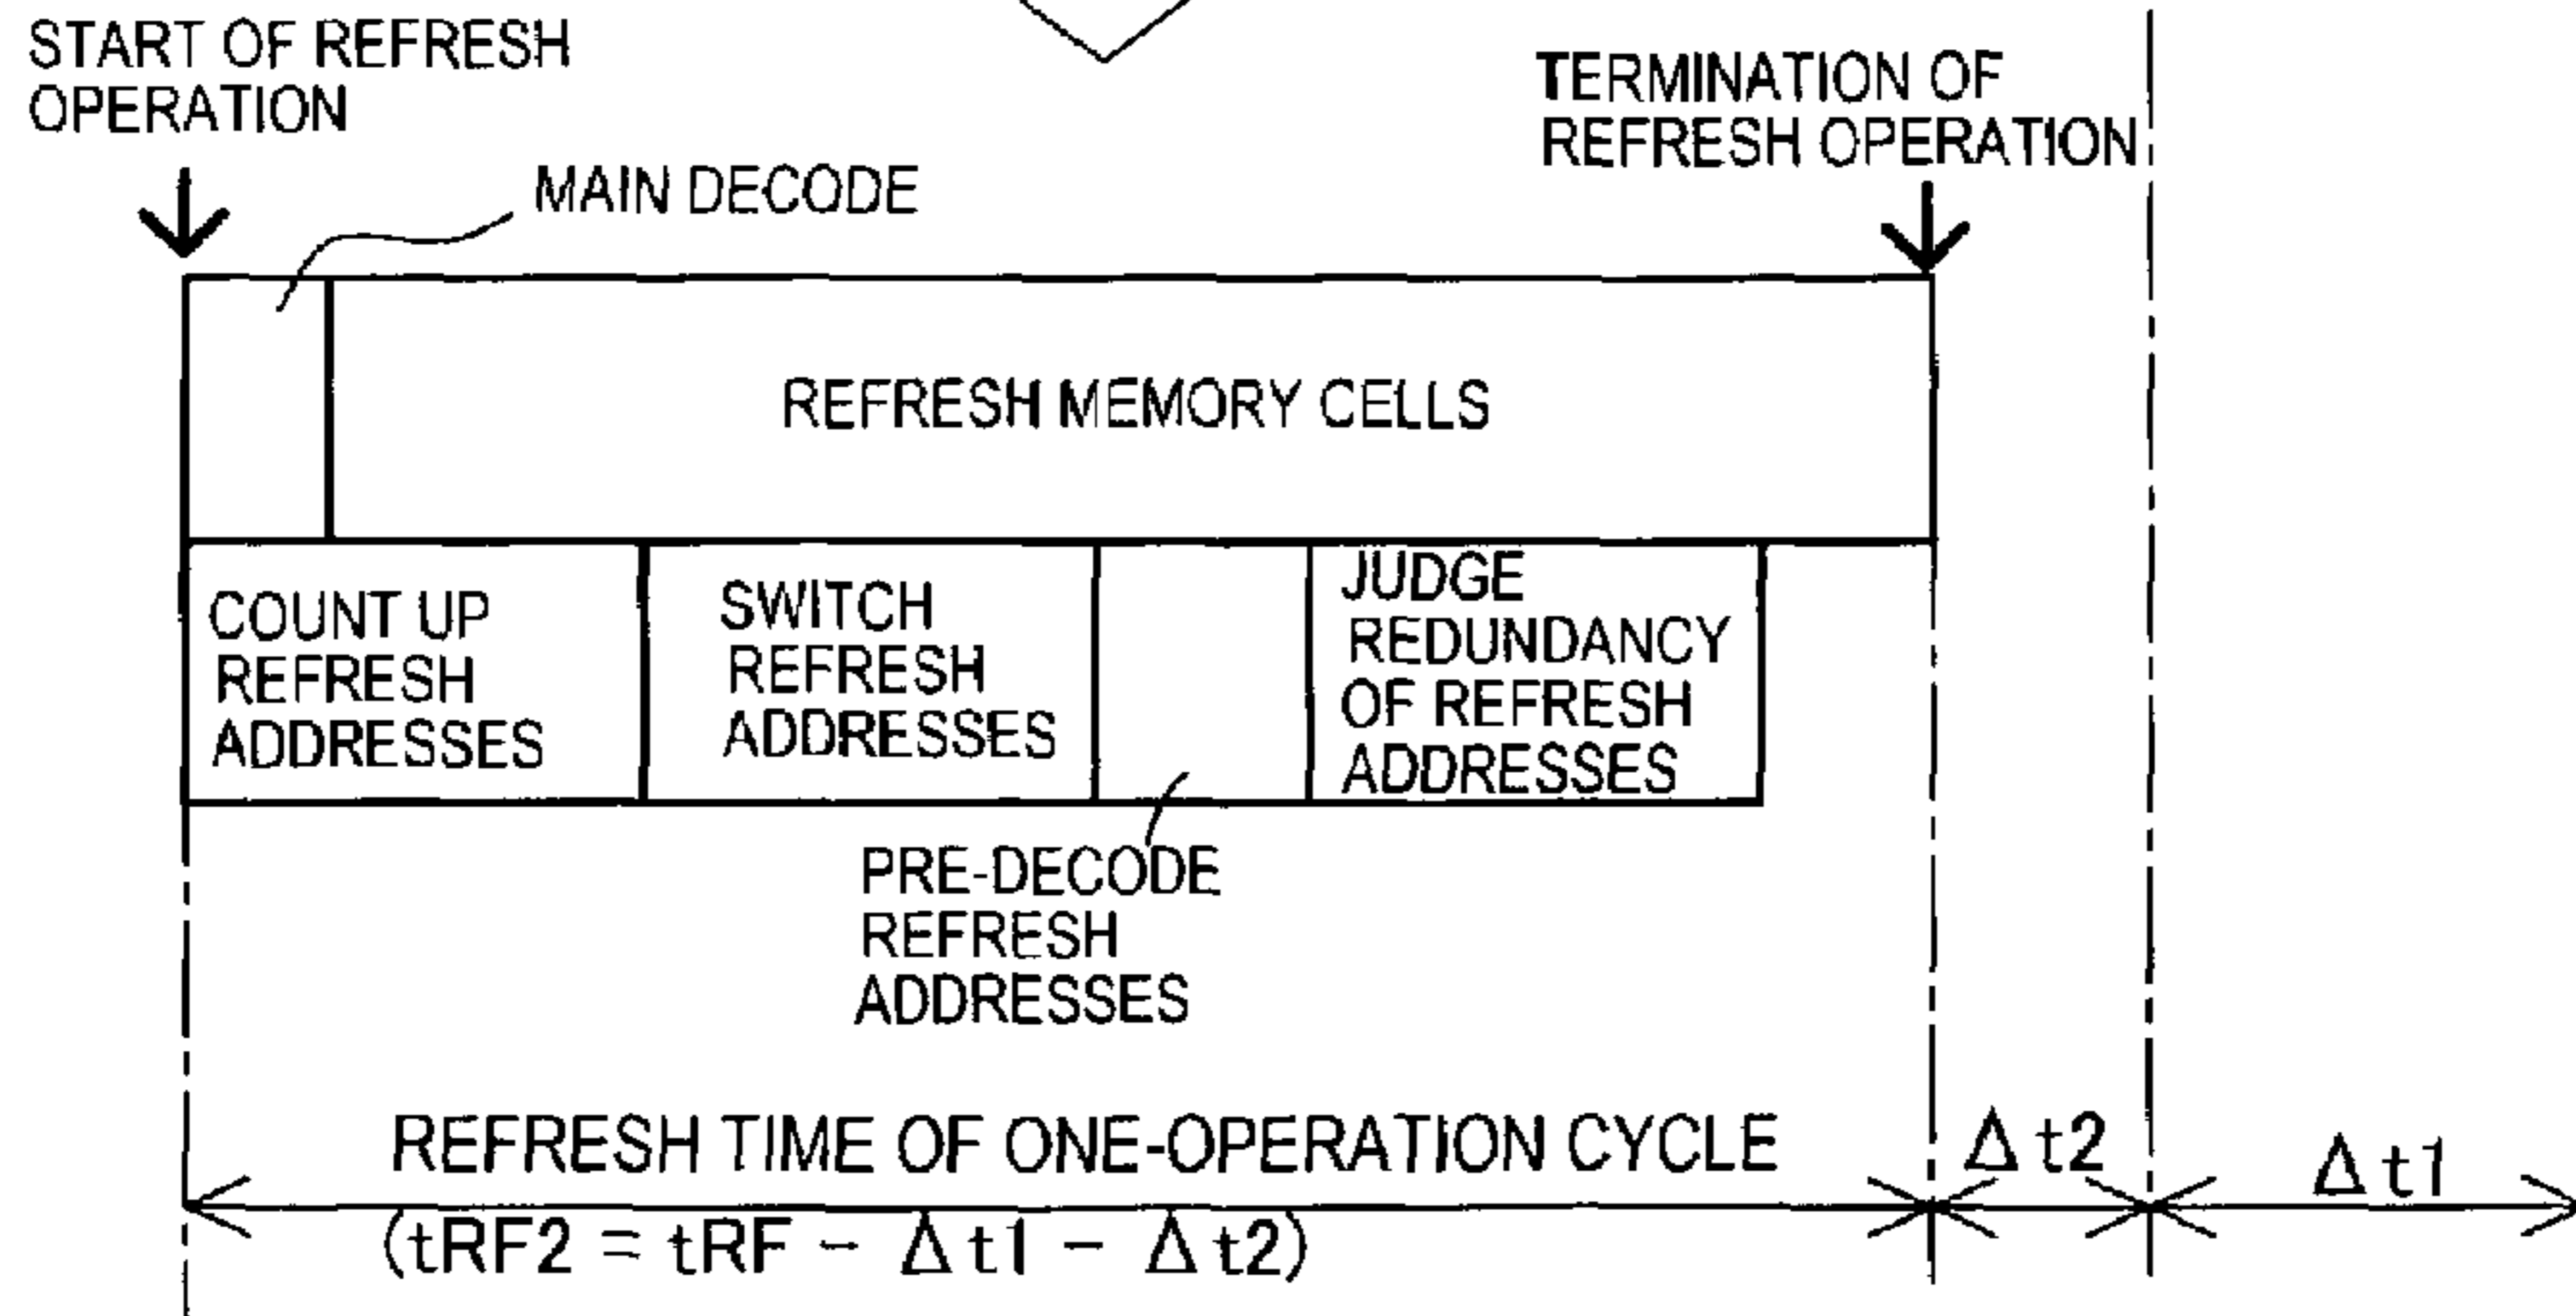 START OF REFRESH
OPERATION
TERMINATION OF
REFRESH OPERATION
MAIN DECODE
REFRESH MEMORY CELLS
COUNT UP
REFRESH
ADDRESSES
SWITCH
REFRESH
ADDRESSES
JUDGE
REDUNDANCY
OF REFRESH
ADDRESSES
PRE-DECODE
REFRESH
ADDRESSES
REFRESH TIME OF ONE-OPERATION CYCLE
(tRF2 = tRF - Δt1 - Δt2)
Δt2
Δt1